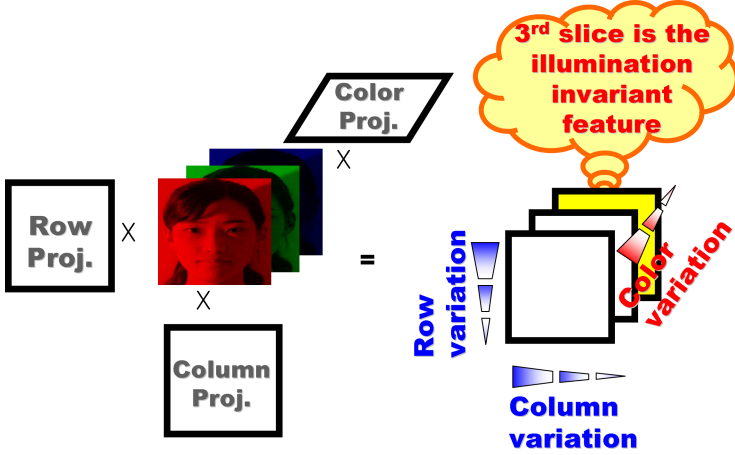 3rd slice is the
illumination
invariant
feature
Color
Proj.
X
Row
Proj.
X
=
X
Column
Proj.
Row
variation
Color
variation
Column
variation